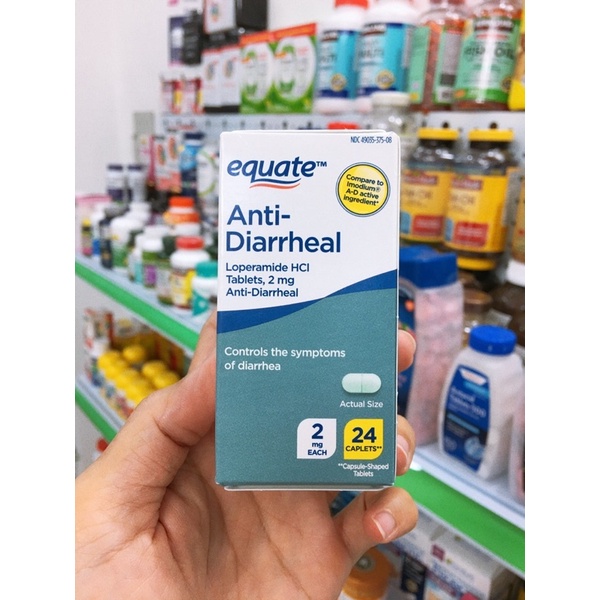 NDC 49035-375-08
equate™
Compare to
Imodium®
A-D active
ingredient*
Anti-
Diarrheal
Loperamide HCl
Tablets, 2 mg
Anti-Diarrheal
Controls the symptoms
of diarrhea
Actual Size
2
mg
EACH
24
CAPLETS**
**Capsule-Shaped
Tablets